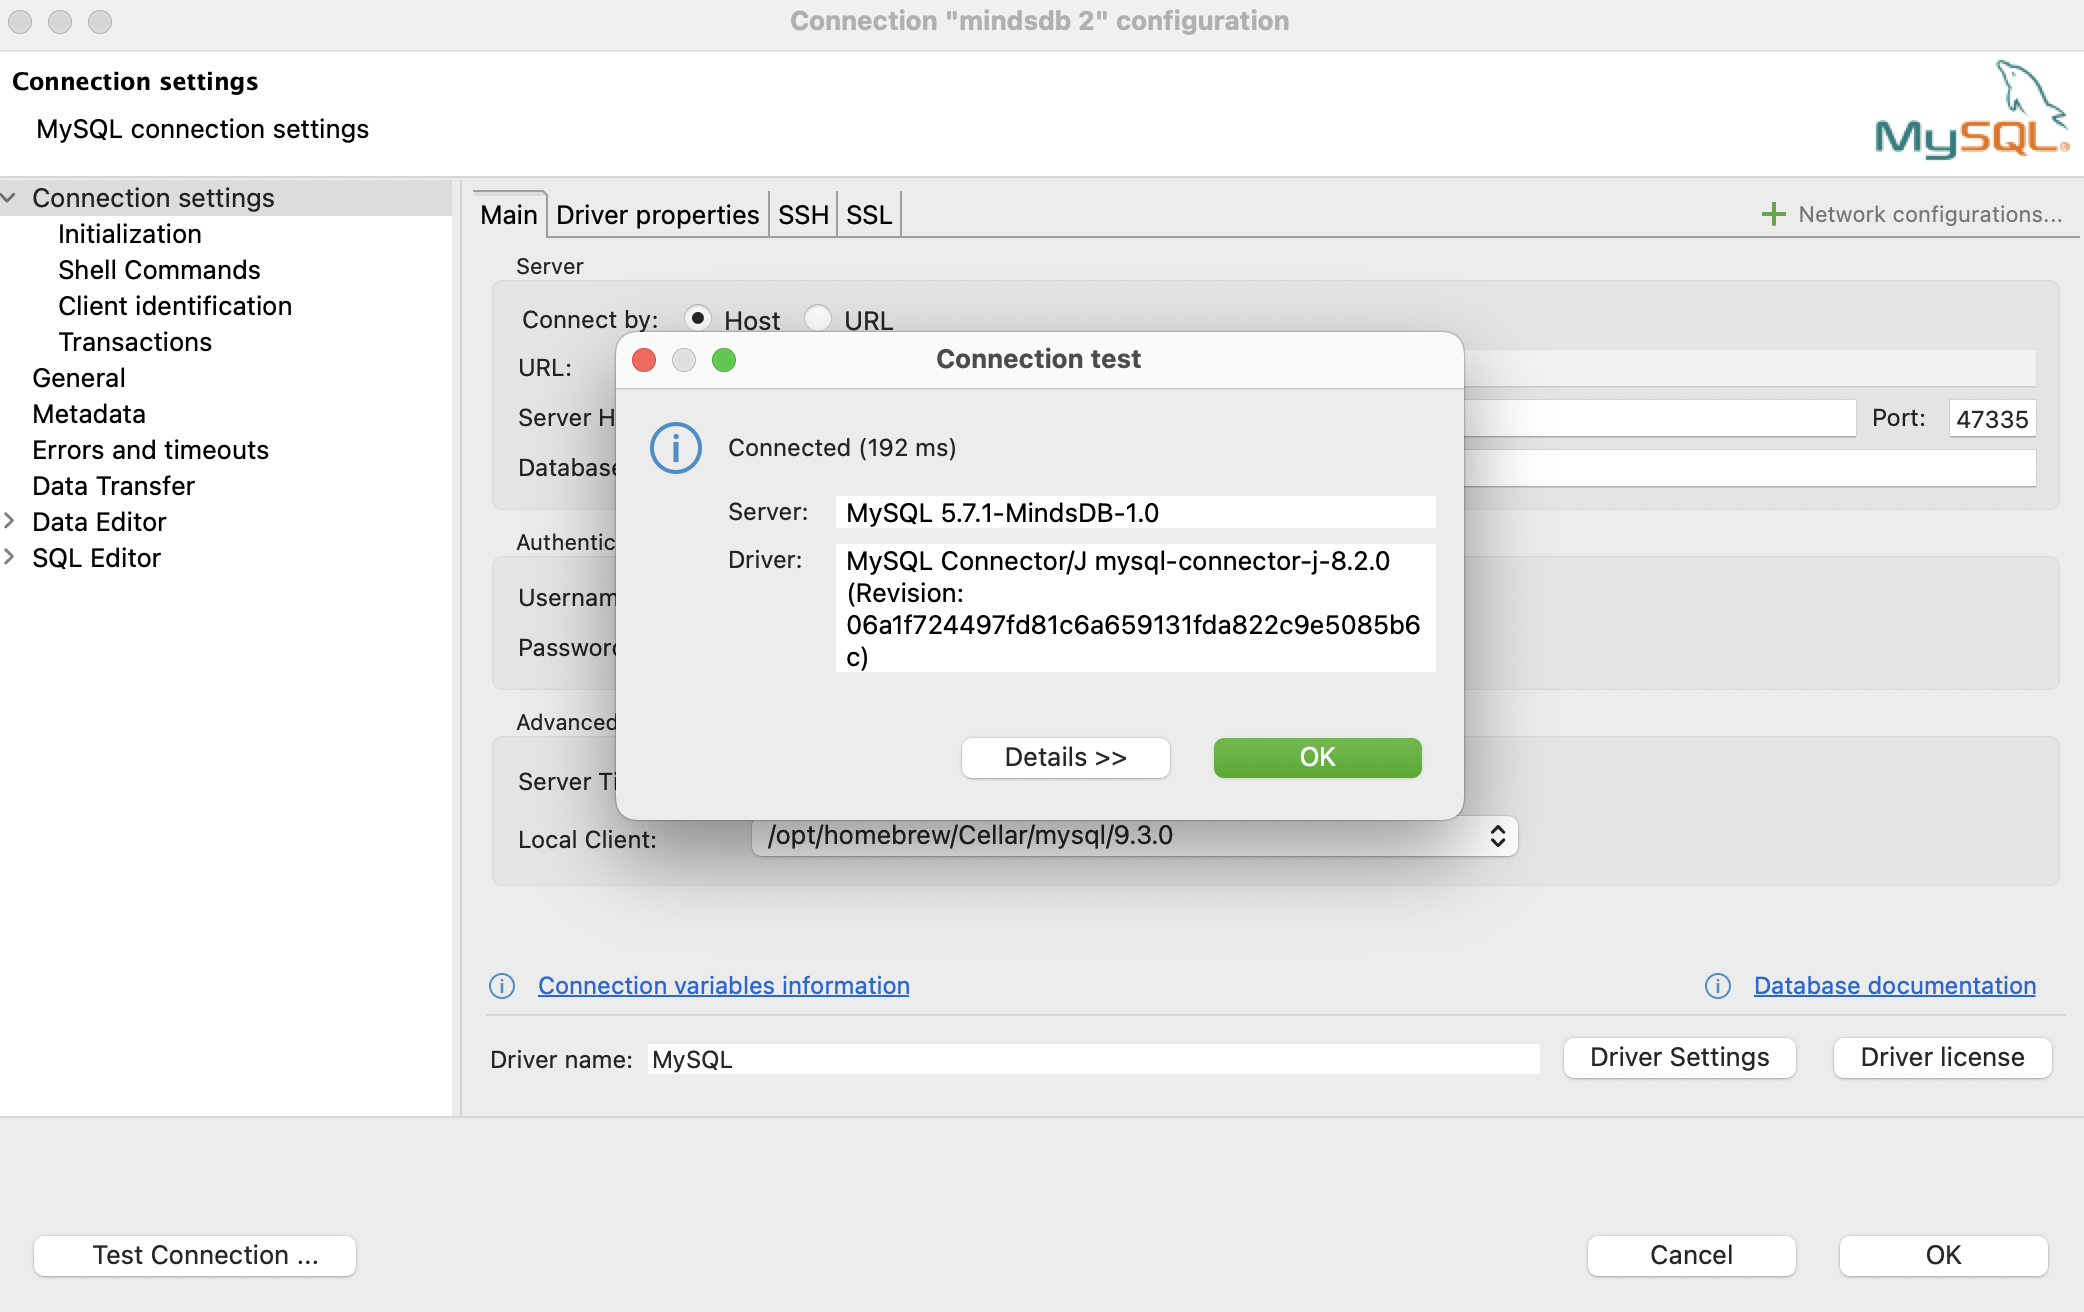 Connection "mindsdb 2" configuration
Connection settings
MySQL connection settings
MySQL
Connection settings
Initialization
Shell Commands
Client identification
Transactions
General
Metadata
Errors and timeouts
Data Transfer
Data Editor
SQL Editor
Main
Driver properties
SSH
SSL
Network configurations...
Server
Connect by:
Host
URL
URL:
Server H
Port:
47335
Database
Authentic
Usernam
Password
Advanced
Server Ti
Local Client:
/opt/homebrew/Cellar/mysql/9.3.0
Connection test
Connected (192 ms)
Server:
MySQL 5.7.1-MindsDB-1.0
Driver:
MySQL Connector/J mysql-connector-j-8.2.0
(Revision:
06a1f724497fd81c6a659131fda822c9e5085b6
c)
Details >>
OK
Connection variables information
Database documentation
Driver name:
MySQL
Driver Settings
Driver license
Test Connection ...
Cancel
OK